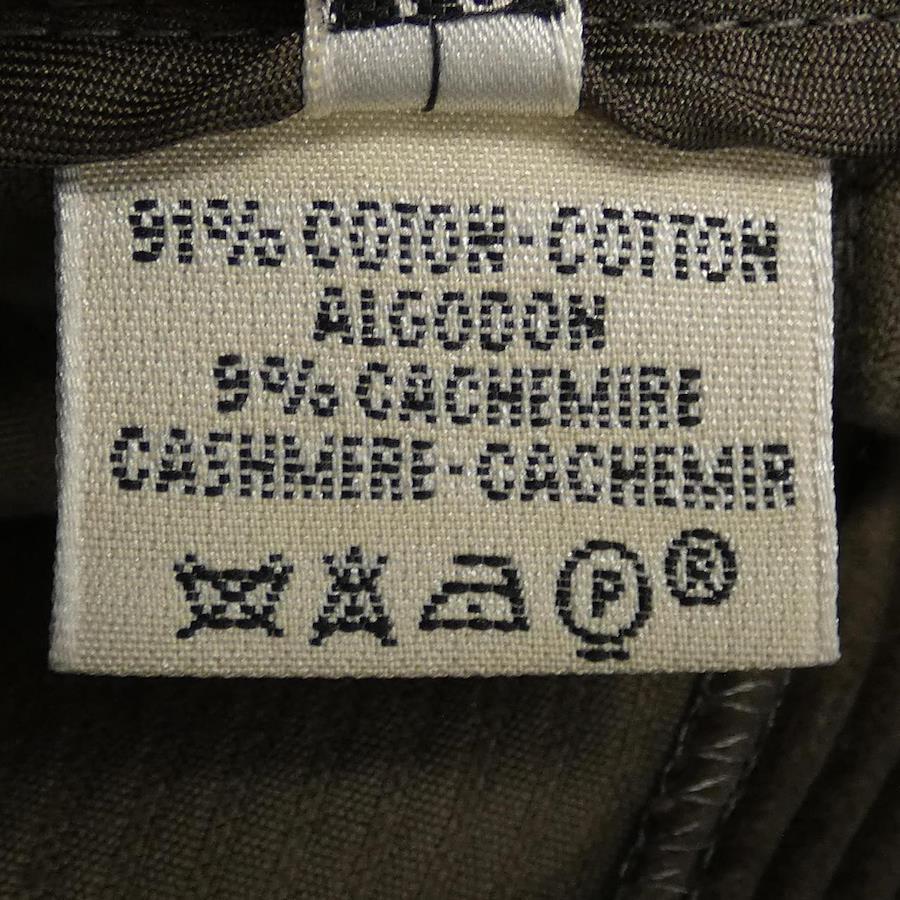 91% COTON-COTTON
ALGODON
9% CACHEMIRE
CASHMERE-CACHEMIR
P ®